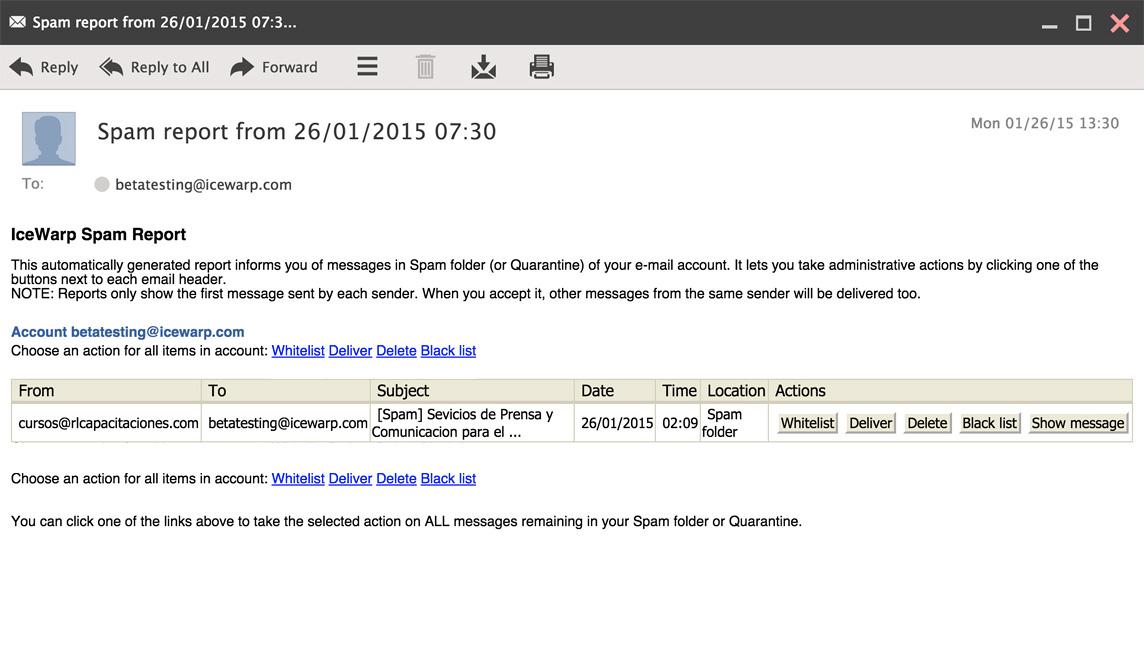 Spam report from 26/01/2015 07:3...
Reply Reply to All Forward
Spam report from 26/01/2015 07:30
Mon 01/26/15 13:30
To: betatesting@icewarp.com
IceWarp Spam Report
This automatically generated report informs you of messages in Spam folder (or Quarantine) of your e-mail account. It lets you take administrative actions by clicking one of the
buttons next to each email header.
NOTE: Reports only show the first message sent by each sender. When you accept it, other messages from the same sender will be delivered too.
Account betatesting@icewarp.com
Choose an action for all items in account: Whitelist Deliver Delete Black list
From To Subject Date Time Location Actions
cursos@rlcapacitaciones.com betatesting@icewarp.com [Spam] Sevicios de Prensa y
Comunicacion para el ... 26/01/2015 02:09 Spam
folder Whitelist Deliver Delete Black list Show message
Choose an action for all items in account: Whitelist Deliver Delete Black list
You can click one of the links above to take the selected action on ALL messages remaining in your Spam folder or Quarantine.